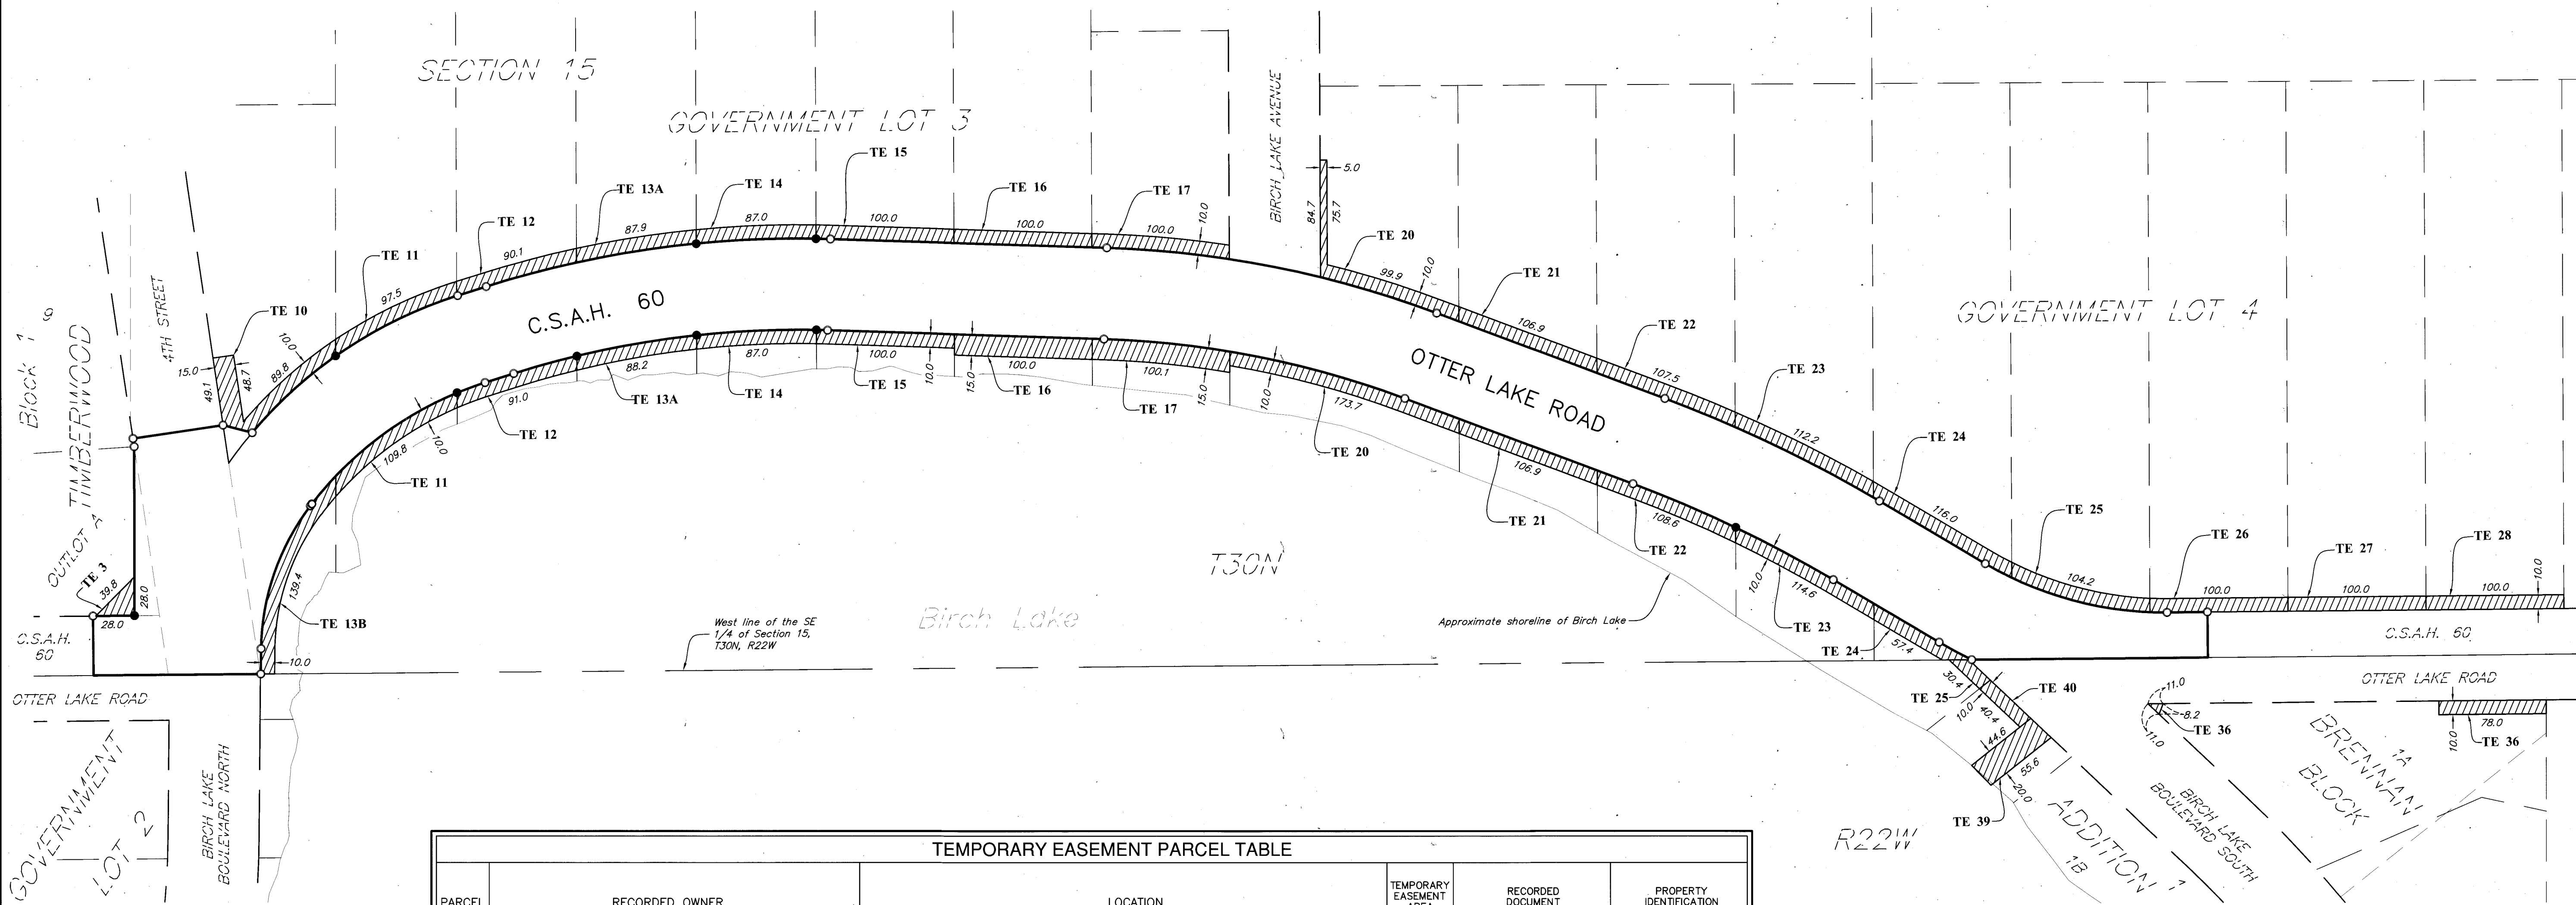 SECTION 15
GOVERNMENT LOT 3
BIRCH LAKE AVENUE
5.0
84.7
75.7
TE 15
TE 13A
TE 14
TE 16
TE 17
TE 12
87.9
87.0
100.0
100.0
100.0
10.0
TE 11
90.1
97.5
TE 20
99.9
10.0
TE 21
4TH STREET
TE 10
10.0
15.0
49.1
48.7
89.8
C.S.A.H. 60
106.9
TE 22
GOVERNMENT LOT 4
Block 1
9
TIMBERWOOD
107.5
TE 23
OTTER LAKE ROAD
88.2
87.0
100.0
10.0
15.0
100.0
100.1
15.0
10.0
TE 13A
TE 14
TE 15
TE 16
TE 17
91.0
TE 12
10.0
109.8
TE 11
173.7
TE 20
112.2
TE 24
106.9
TE 21
116.0
TE 25
108.6
TE 22
104.2
TE 26
TE 27
TE 28
100.0
100.0
100.0
10.0
OUTLOT A
TE 3
39.8
28.0
28.0
139.4
TE 13B
10.0
T30N
Birch Lake
West line of the SE
1/4 of Section 15,
T30N, R22W
Approximate shoreline of Birch Lake
10.0
114.6
TE 23
TE 24
57.4
C.S.A.H.
60
C.S.A.H. 60
OTTER LAKE ROAD
OTTER LAKE ROAD
30.4
TE 25
10.0
40.4
TE 40
11.0
8.2
11.0
TE 36
10.0
78.0
TE 36
44.6
55.6
20.0
TE 39
GOVERNMENT
LOT 2
BIRCH LAKE
BOULEVARD NORTH
BIRCH LAKE
BOULEVARD SOUTH
BRENNAN
1A
BLOCK
ADDITION 1
1B
R22W
TEMPORARY EASEMENT PARCEL TABLE
PARCEL
RECORDED OWNER
LOCATION
TEMPORARY
EASEMENT
AREA
RECORDED
DOCUMENT
PROPERTY
IDENTIFICATION